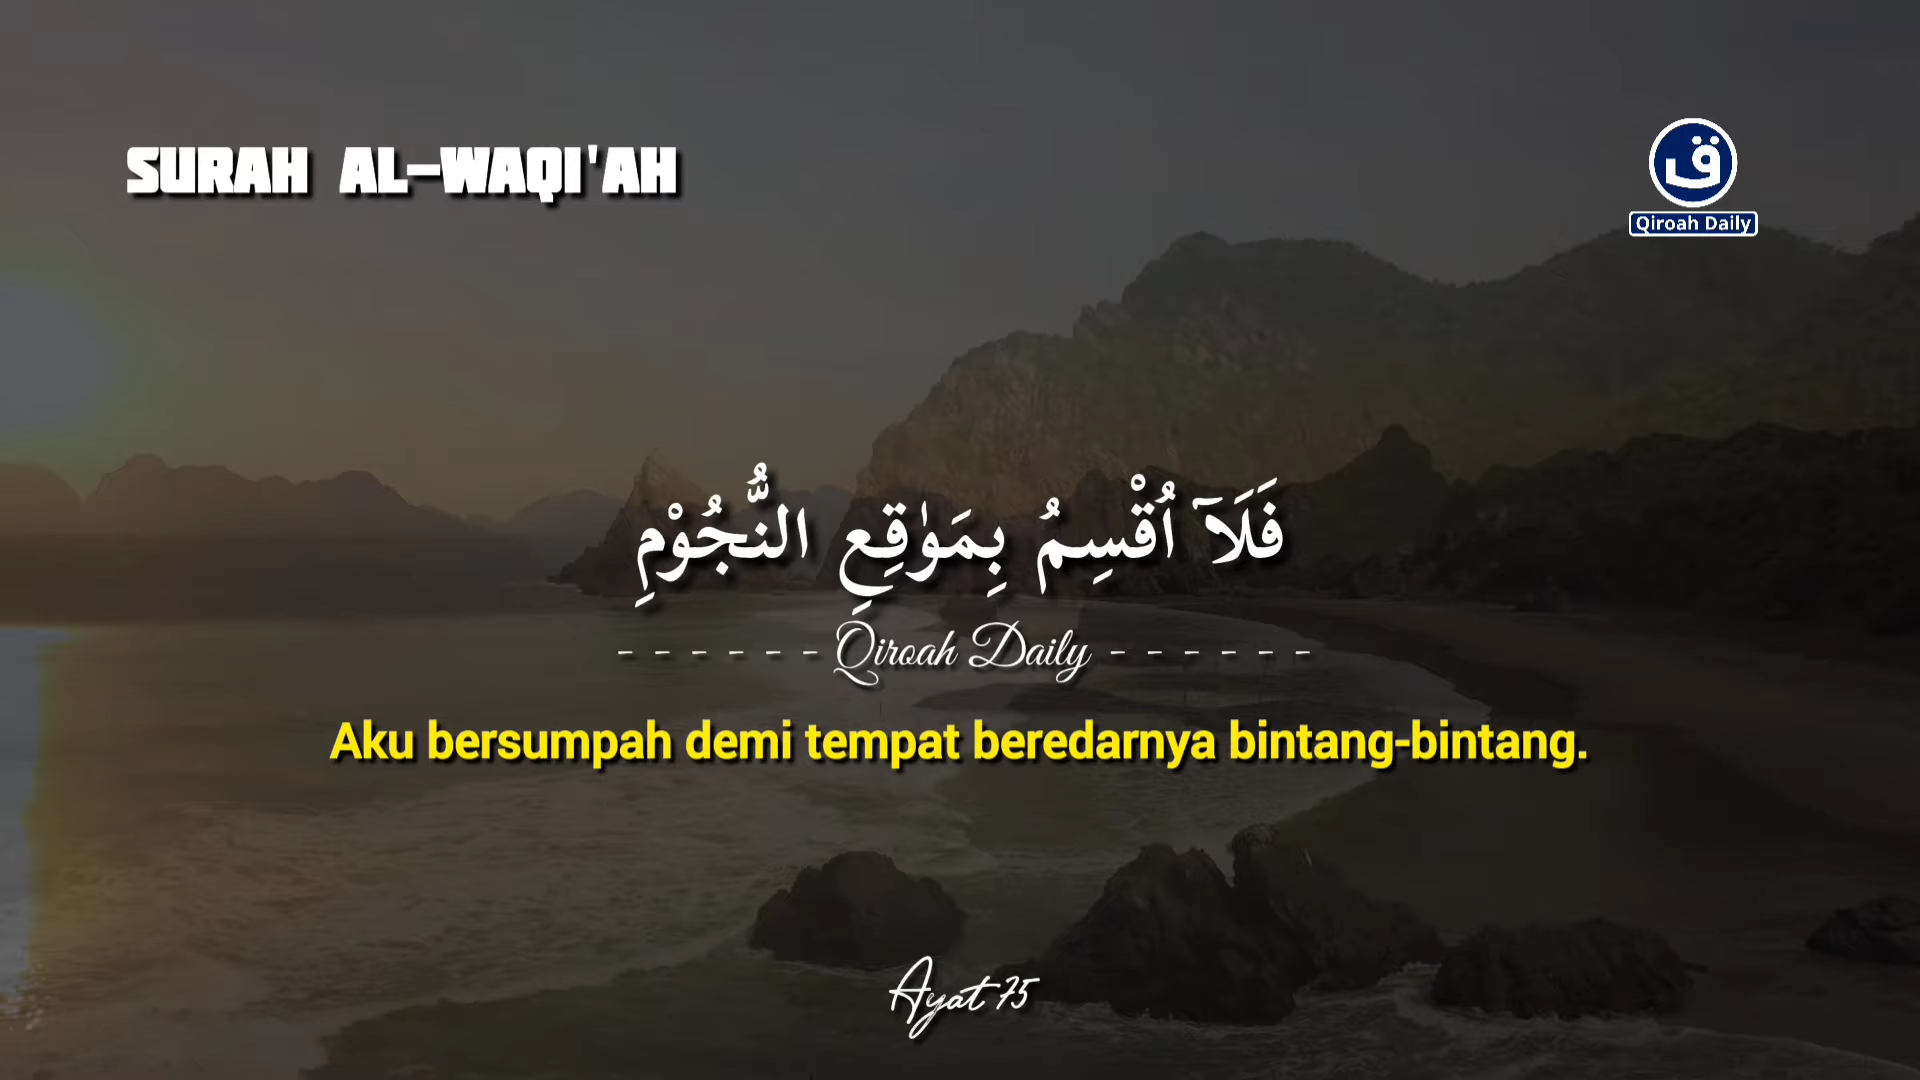 SURAH AL-WAQI'AH
ق
Qiroah Daily
فَلَآ اُقْسِمُ بِمَوٰقِعِ النُّجُوْمِ
- - - - - - Qiroah Daily - - - - - -
Aku bersumpah demi tempat beredarnya bintang-bintang.
Ayat 75